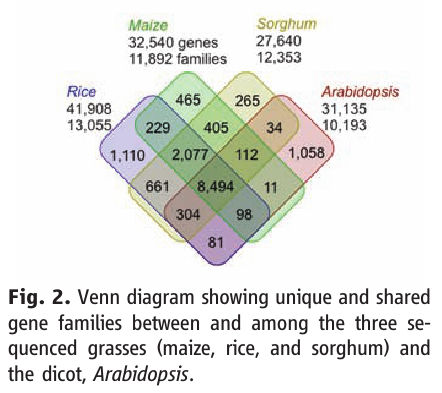 Maize
32,540 genes
11,892 families
Sorghum
27,640
12,353
Rice
41,908
13,055
Arabidopsis
31,135
10,193
465
265
229
405
34
1,110
2,077
112
1,058
661
8,494
11
304
98
81
Fig. 2. Venn diagram showing unique and shared
gene families between and among the three se-
quenced grasses (maize, rice, and sorghum) and
the dicot, Arabidopsis.